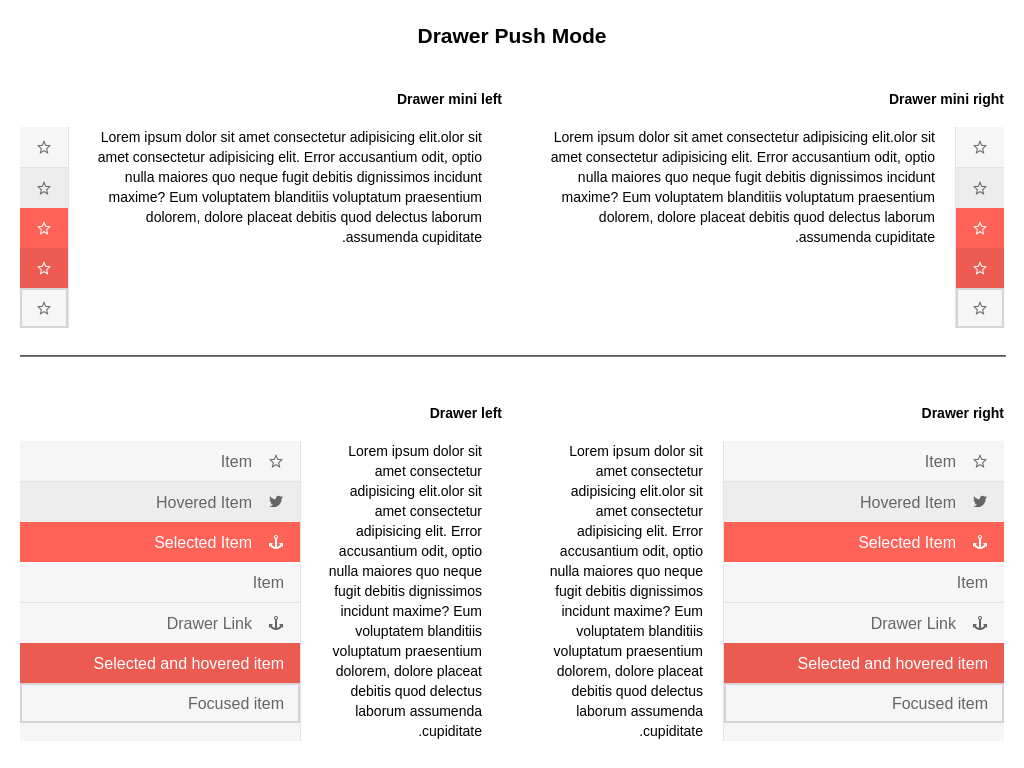 Drawer Push Mode
Drawer mini left
Lorem ipsum dolor sit amet consectetur adipisicing elit.olor sit
amet consectetur adipisicing elit. Error accusantium odit, optio
nulla maiores quo neque fugit debitis dignissimos incidunt
maxime? Eum voluptatem blanditiis voluptatum praesentium
dolorem, dolore placeat debitis quod delectus laborum
.assumenda cupiditate
Drawer mini right
Lorem ipsum dolor sit amet consectetur adipisicing elit.olor sit
amet consectetur adipisicing elit. Error accusantium odit, optio
nulla maiores quo neque fugit debitis dignissimos incidunt
maxime? Eum voluptatem blanditiis voluptatum praesentium
dolorem, dolore placeat debitis quod delectus laborum
.assumenda cupiditate
Drawer left
Item
Hovered Item
Selected Item
Item
Drawer Link
Selected and hovered item
Focused item
Lorem ipsum dolor sit
amet consectetur
adipisicing elit.olor sit
amet consectetur
adipisicing elit. Error
accusantium odit, optio
nulla maiores quo neque
fugit debitis dignissimos
incidunt maxime? Eum
voluptatem blanditiis
voluptatum praesentium
dolorem, dolore placeat
debitis quod delectus
laborum assumenda
.cupiditate
Drawer right
Lorem ipsum dolor sit
amet consectetur
adipisicing elit.olor sit
amet consectetur
adipisicing elit. Error
accusantium odit, optio
nulla maiores quo neque
fugit debitis dignissimos
incidunt maxime? Eum
voluptatem blanditiis
voluptatum praesentium
dolorem, dolore placeat
debitis quod delectus
laborum assumenda
.cupiditate
Item
Hovered Item
Selected Item
Item
Drawer Link
Selected and hovered item
Focused item